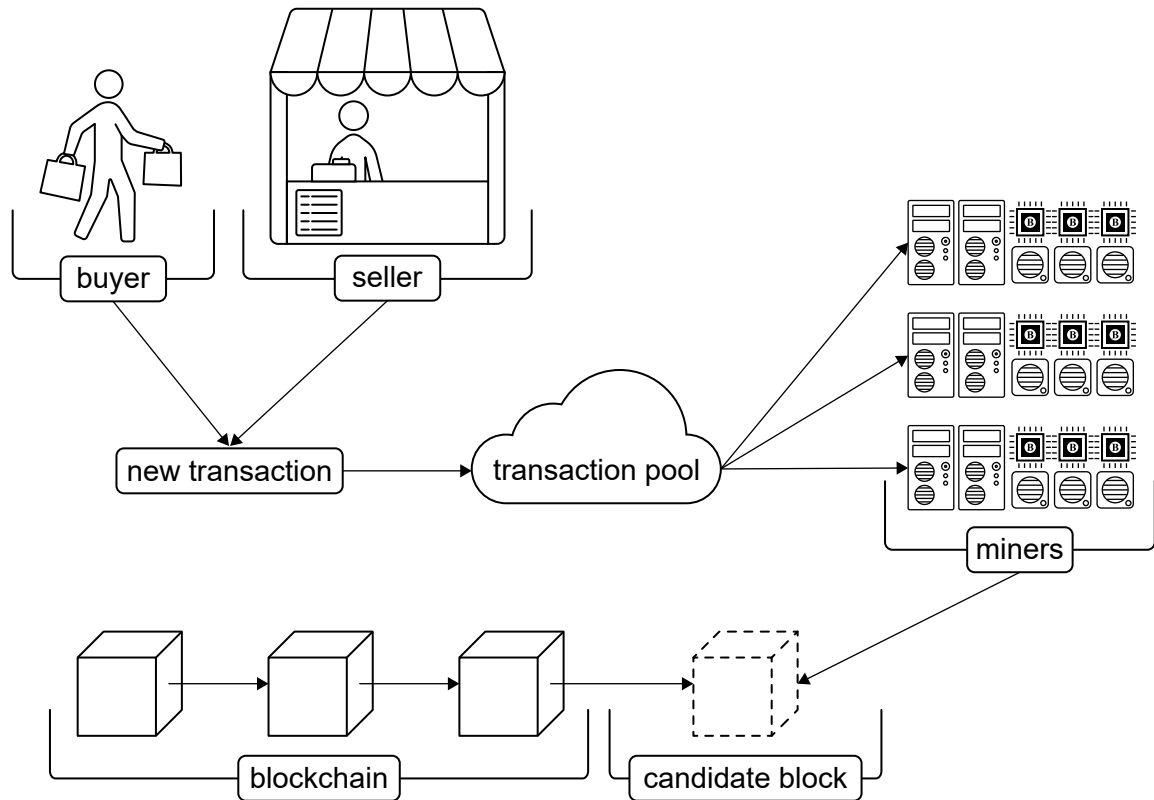 buyer
seller
new transaction
transaction pool
B B B
B B B
B B B
miners
blockchain
candidate block